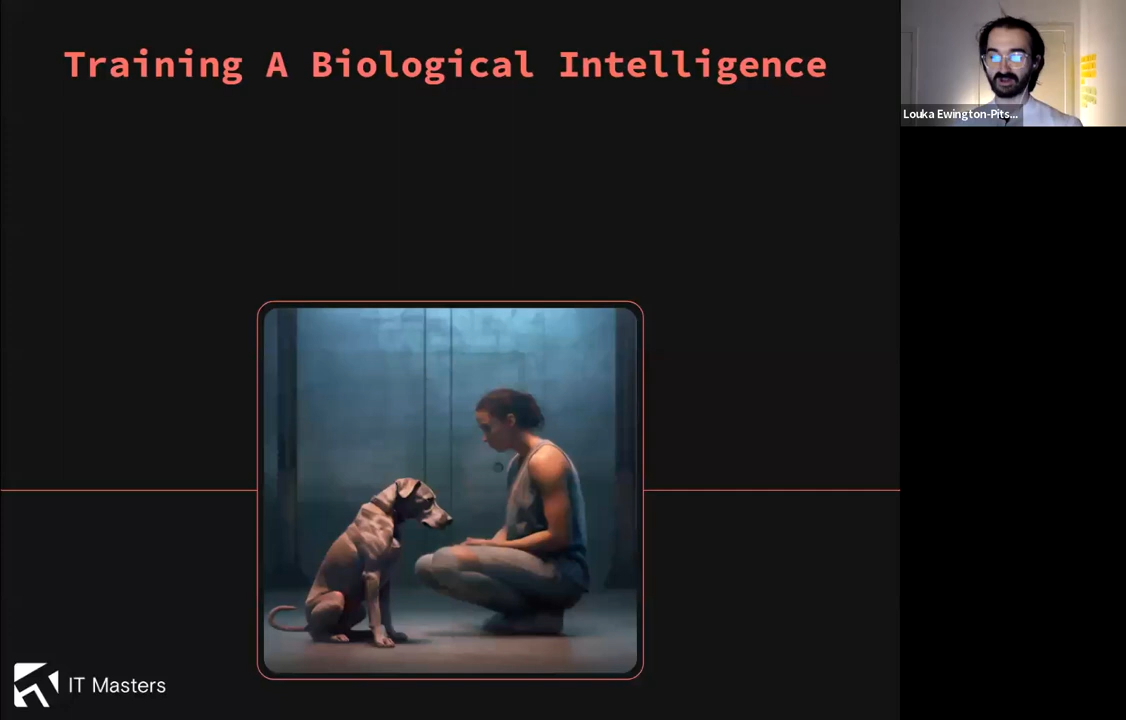 Training A Biological Intelligence
Louka Ewington-Pits...
IT Masters